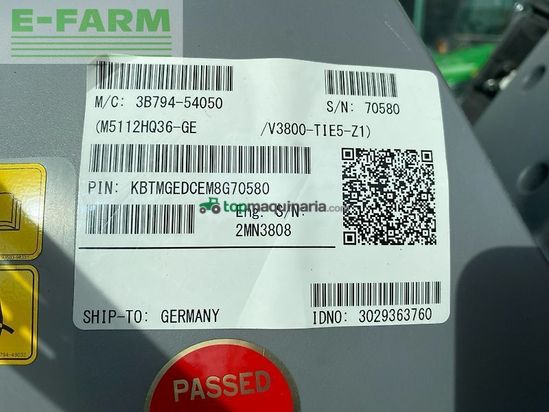 E-FARM
M/C: 3B794-54050
S/N: 70580
(M5112HQ36-GE /V3800-TIE5-Z1)
PIN: KBTMGEDCEM8G70580
topmaquinaria.com
Eng. S/N:
2MN3808
SHIP-TO: GERMANY
IDNO: 3029363760
PASSED